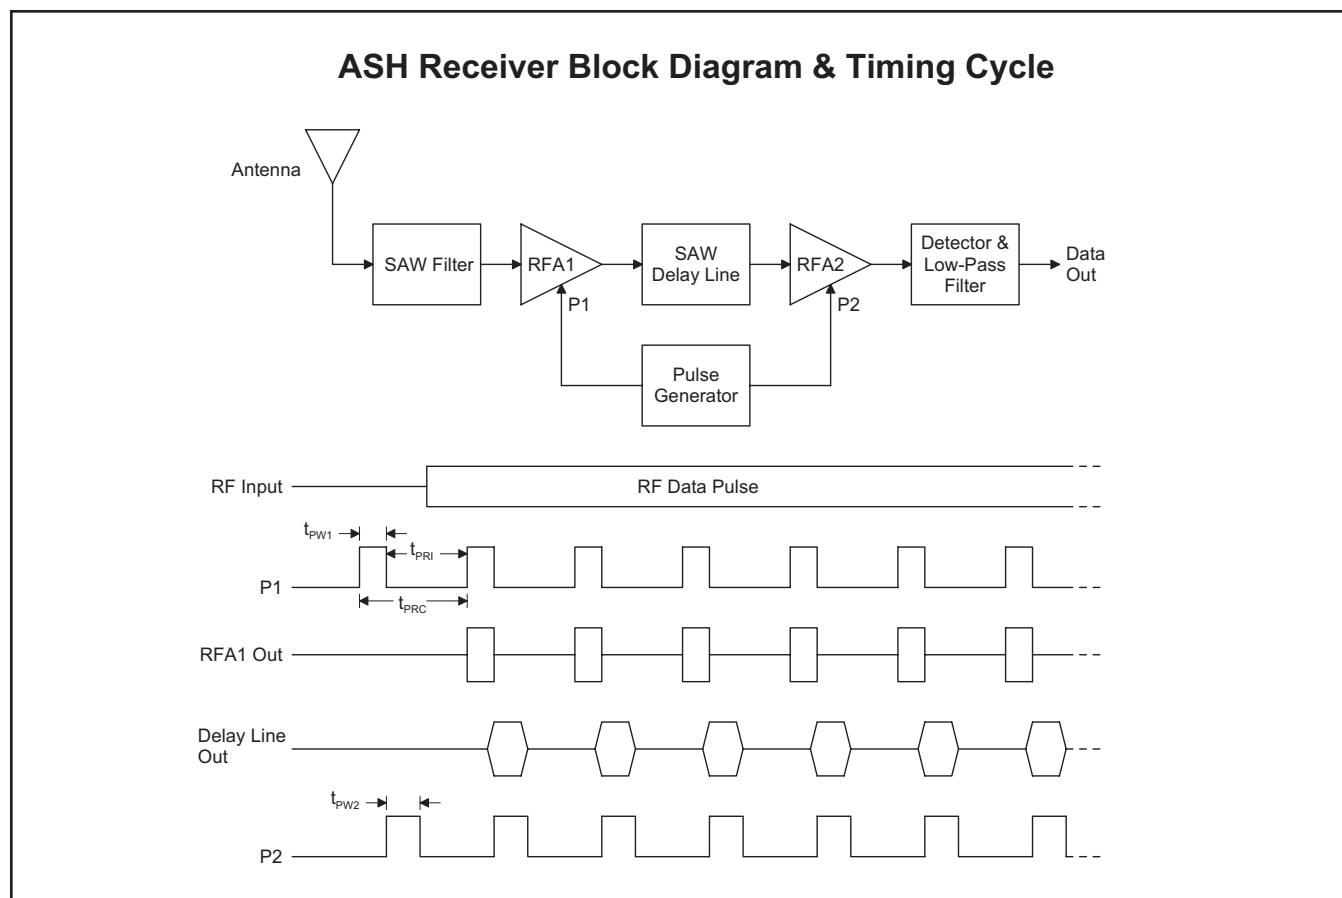 ASH Receiver Block Diagram & Timing Cycle
Antenna
SAW Filter
RFA1
SAW
Delay Line
RFA2
Detector &
Low-Pass
Filter
Data
Out
P1
P2
Pulse
Generator
RF Input
RF Data Pulse
tPW1
tPRI
P1
tPRC
RFA1 Out
Delay Line
Out
tPW2
P2